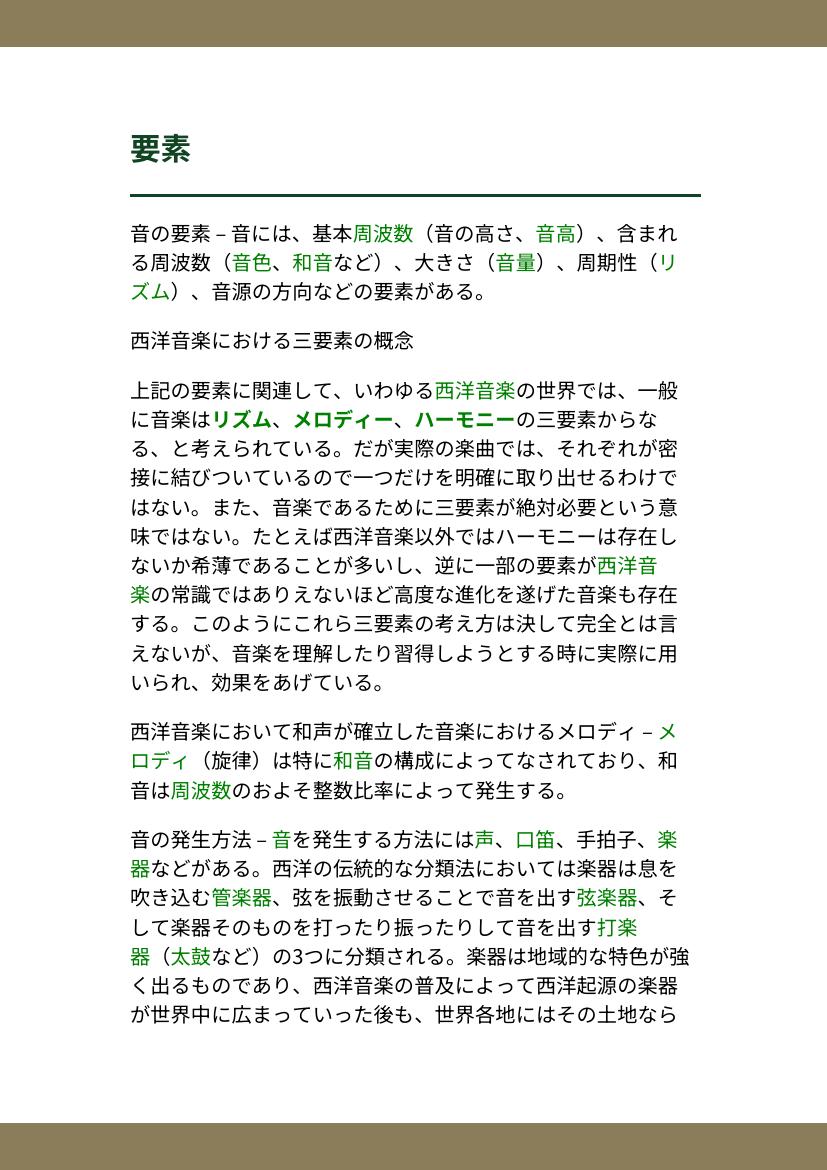 要素
音の要素 – 音には、基本周波数（音の高さ、音高）、含まれ
る周波数（音色、和音など）、大きさ（音量）、周期性（リ
ズム）、音源の方向などの要素がある。
西洋音楽における三要素の概念
上記の要素に関連して、いわゆる西洋音楽の世界では、一般
に音楽はリズム、メロディー、ハーモニーの三要素からな
る、と考えられている。だが実際の楽曲では、それぞれが密
接に結びついているので一つだけを明確に取り出せるわけで
はない。また、音楽であるために三要素が絶対必要という意
味ではない。たとえば西洋音楽以外ではハーモニーは存在し
ないか希薄であることが多いし、逆に一部の要素が西洋音
楽の常識ではありえないほど高度な進化を遂げた音楽も存在
する。このようにこれら三要素の考え方は決して完全とは言
えないが、音楽を理解したり習得しようとする時に実際に用
いられ、効果をあげている。
西洋音楽において和声が確立した音楽におけるメロディ – メ
ロディ（旋律）は特に和音の構成によってなされており、和
音は周波数のおよそ整数比率によって発生する。
音の発生方法 – 音を発生する方法には声、口笛、手拍子、楽
器などがある。西洋の伝統的な分類法においては楽器は息を
吹き込む管楽器、弦を振動させることで音を出す弦楽器、そ
して楽器そのものを打ったり振ったりして音を出す打楽
器（太鼓など）の3つに分類される。楽器は地域的な特色が強
く出るものであり、西洋音楽の普及によって西洋起源の楽器
が世界中に広まっていった後も、世界各地にはその土地なら